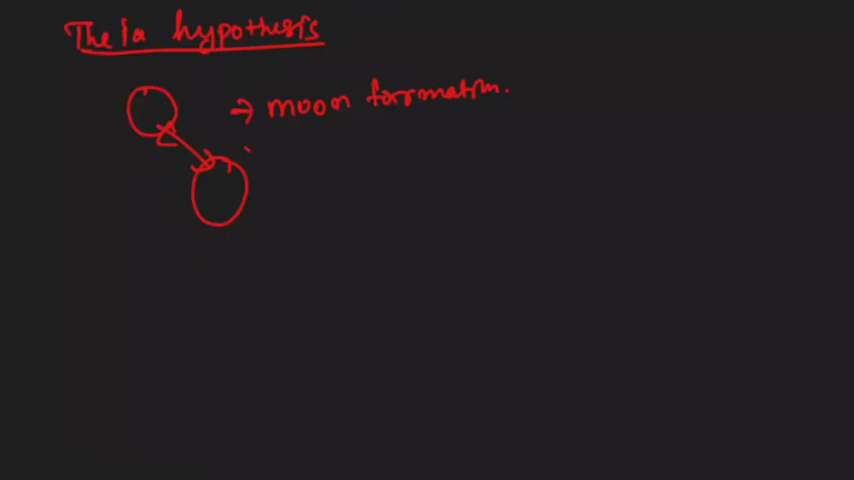 Theia hypothesis
→ moon formation.